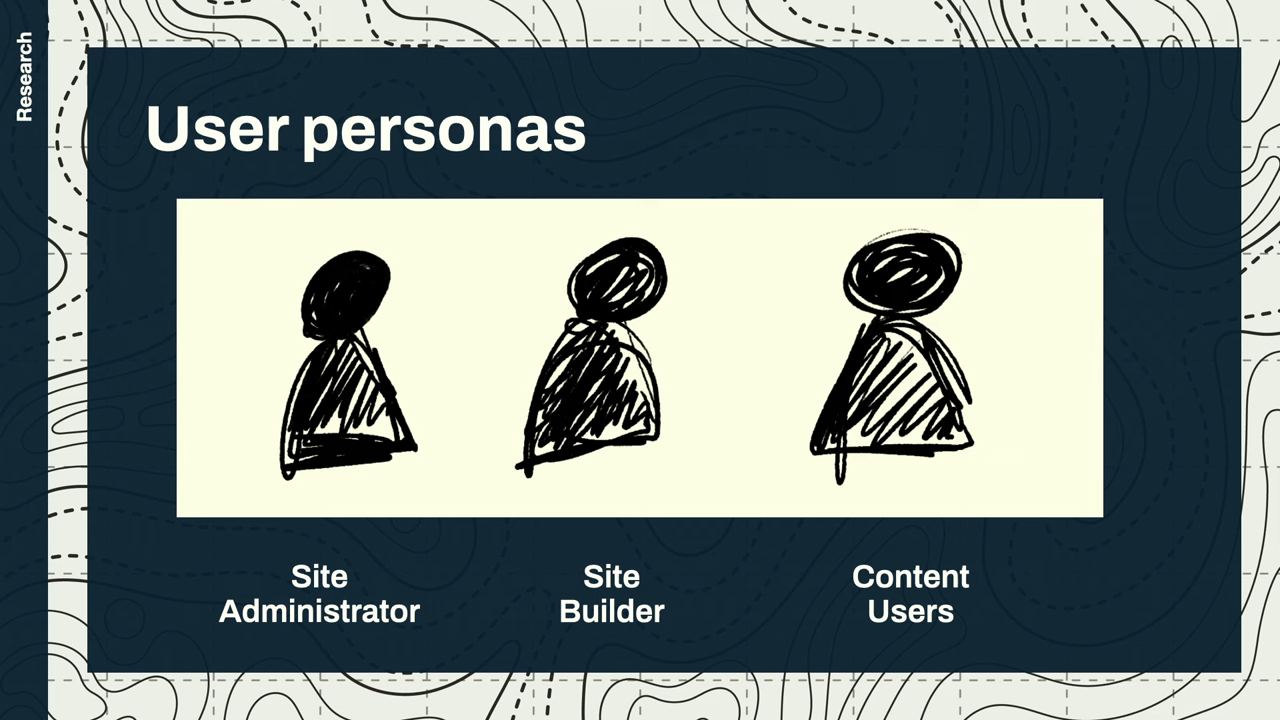 Research
User personas
Site
Administrator
Site
Builder
Content
Users